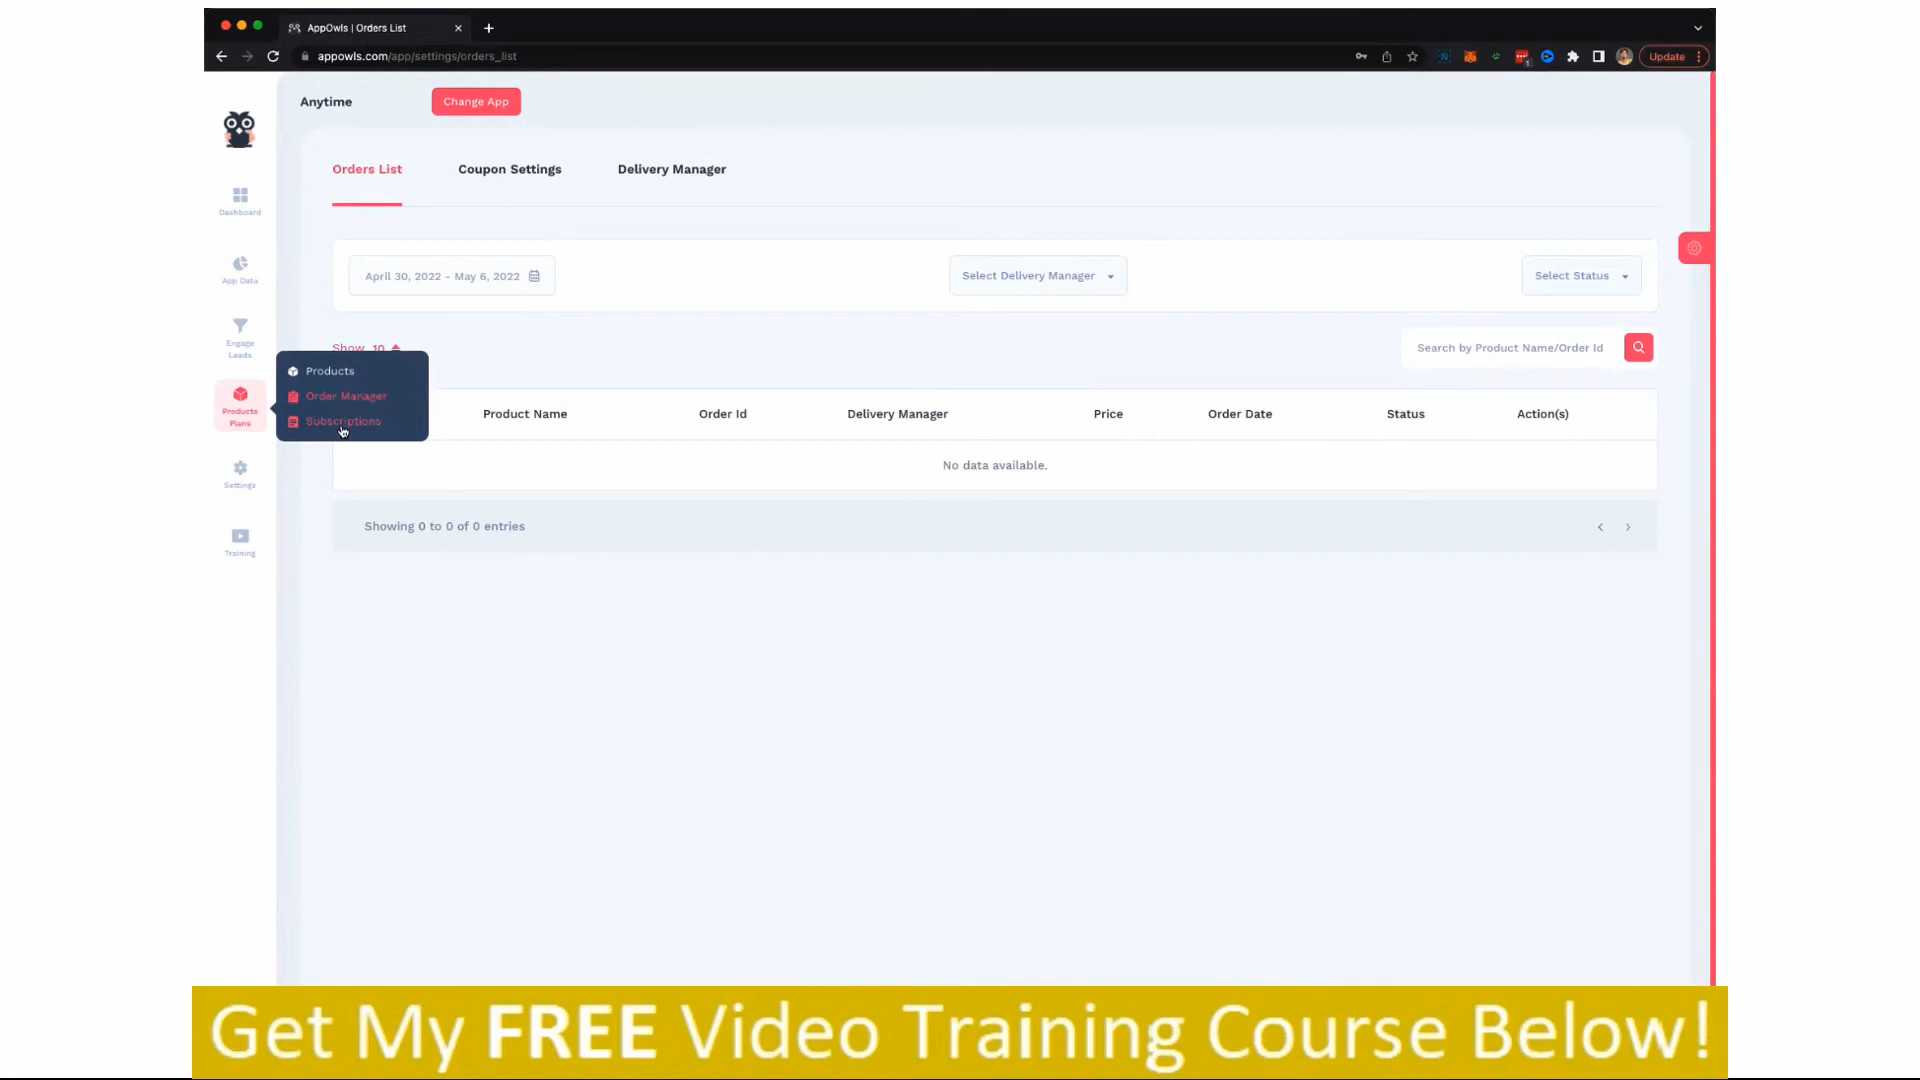 AppOwls | Orders List
appowls.com/app/settings/orders_list
Update
Anytime
Change App
Dashboard
App Data
Engage
Leads
Products
Plans
Settings
Training
Orders List
Coupon Settings
Delivery Manager
April 30, 2022 - May 6, 2022
Select Delivery Manager
Select Status
Show 10
Search by Product Name/Order Id
Products
Order Manager
Subscriptions
Product Name
Order Id
Delivery Manager
Price
Order Date
Status
Action(s)
No data available.
Showing 0 to 0 of 0 entries
Get My FREE Video Training Course Below!